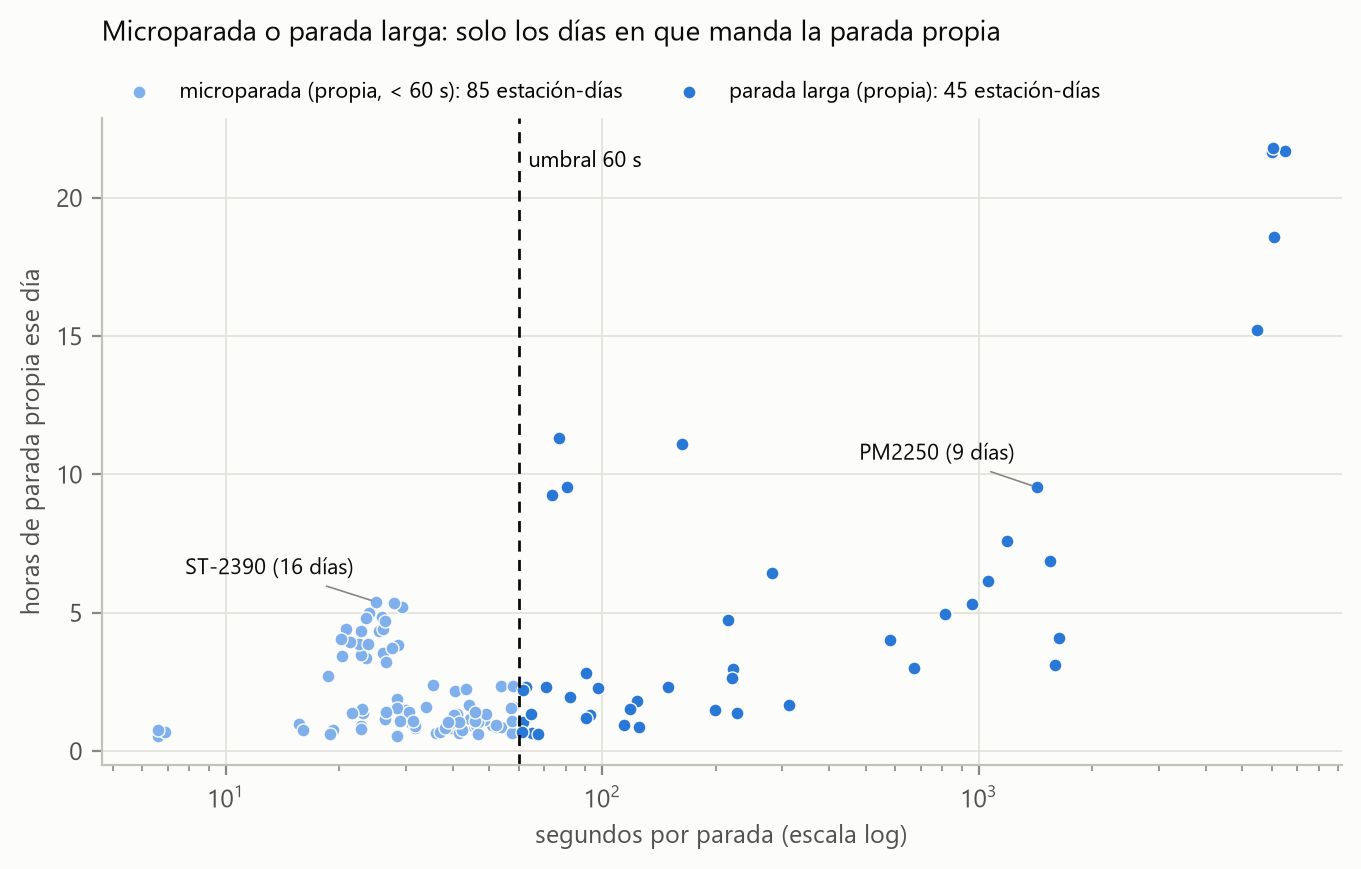 Microparada o parada larga: solo los días en que manda la parada propia
microparada (propia, < 60 s): 85 estación-días
parada larga (propia): 45 estación-días
umbral 60 s
20
15
10
5
0
horas de parada propia ese día
PM2250 (9 días)
ST-2390 (16 días)
10¹
10²
10³
segundos por parada (escala log)